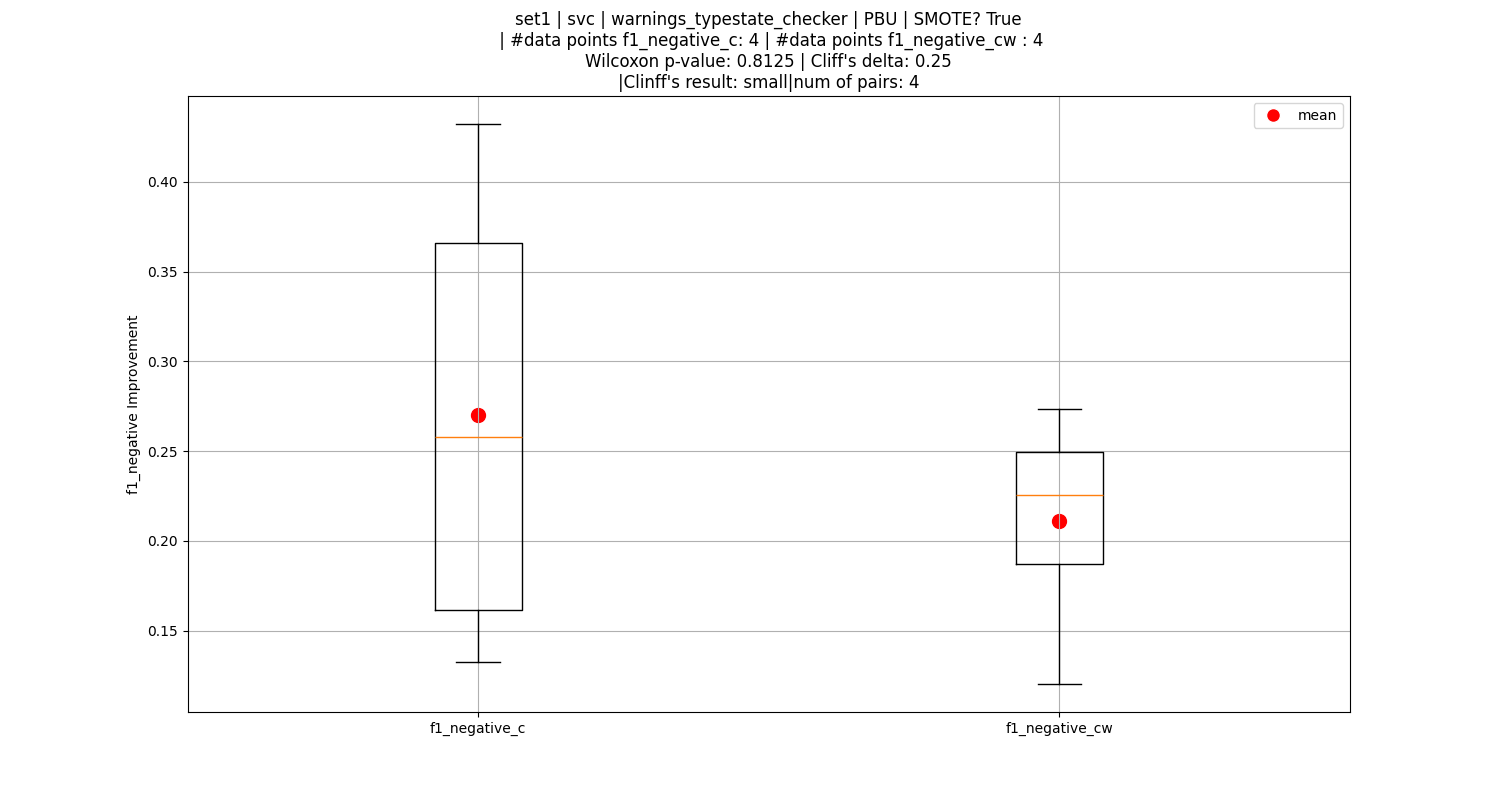 set1 | svc | warnings_typestate_checker | PBU | SMOTE? True
| #data points f1_negative_c: 4 | #data points f1_negative_cw : 4
Wilcoxon p-value: 0.8125 | Cliff's delta: 0.25
|Clinff's result: small|num of pairs: 4
mean
0.40
0.35
0.30
0.25
0.20
0.15
f1_negative Improvement
f1_negative_c
f1_negative_cw